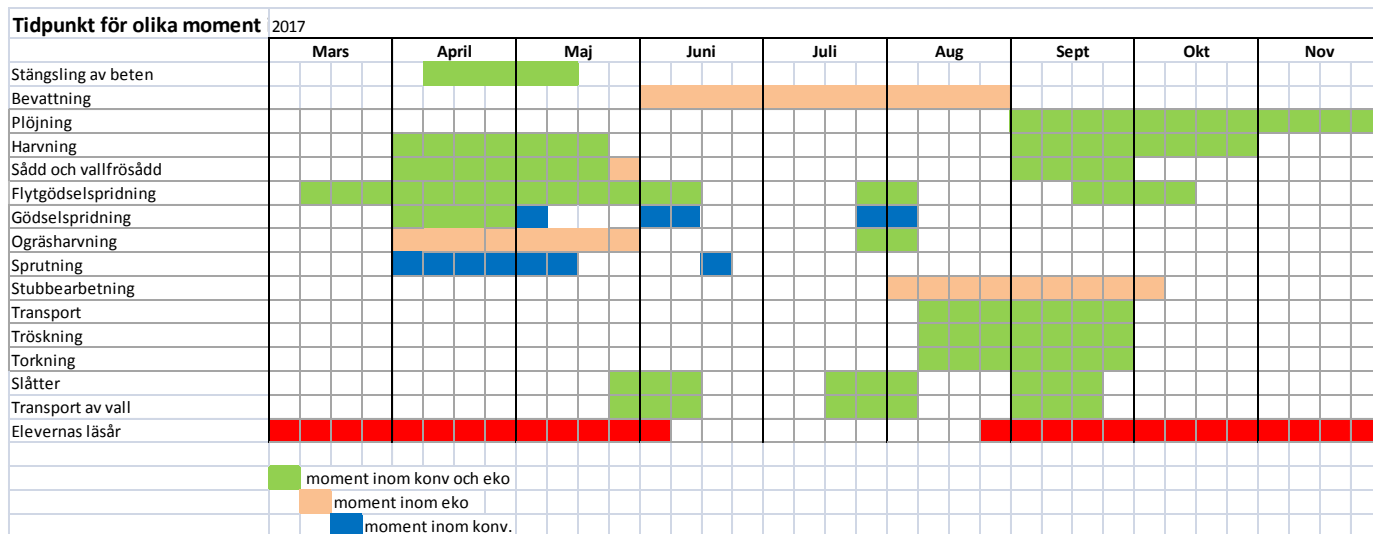 Tidpunkt för olika moment 2017
Mars April Maj Juni Juli Aug Sept Okt Nov
Stängsling av beten
Bevattning
Plöjning
Harvning
Sådd och vallfrösådd
Flytgödselspridning
Gödselspridning
Ogräsharvning
Sprutning
Stubbearbetning
Transport
Tröskning
Torkning
Slåtter
Transport av vall
Elevernas läsår
moment inom konv och eko
moment inom eko
moment inom konv.